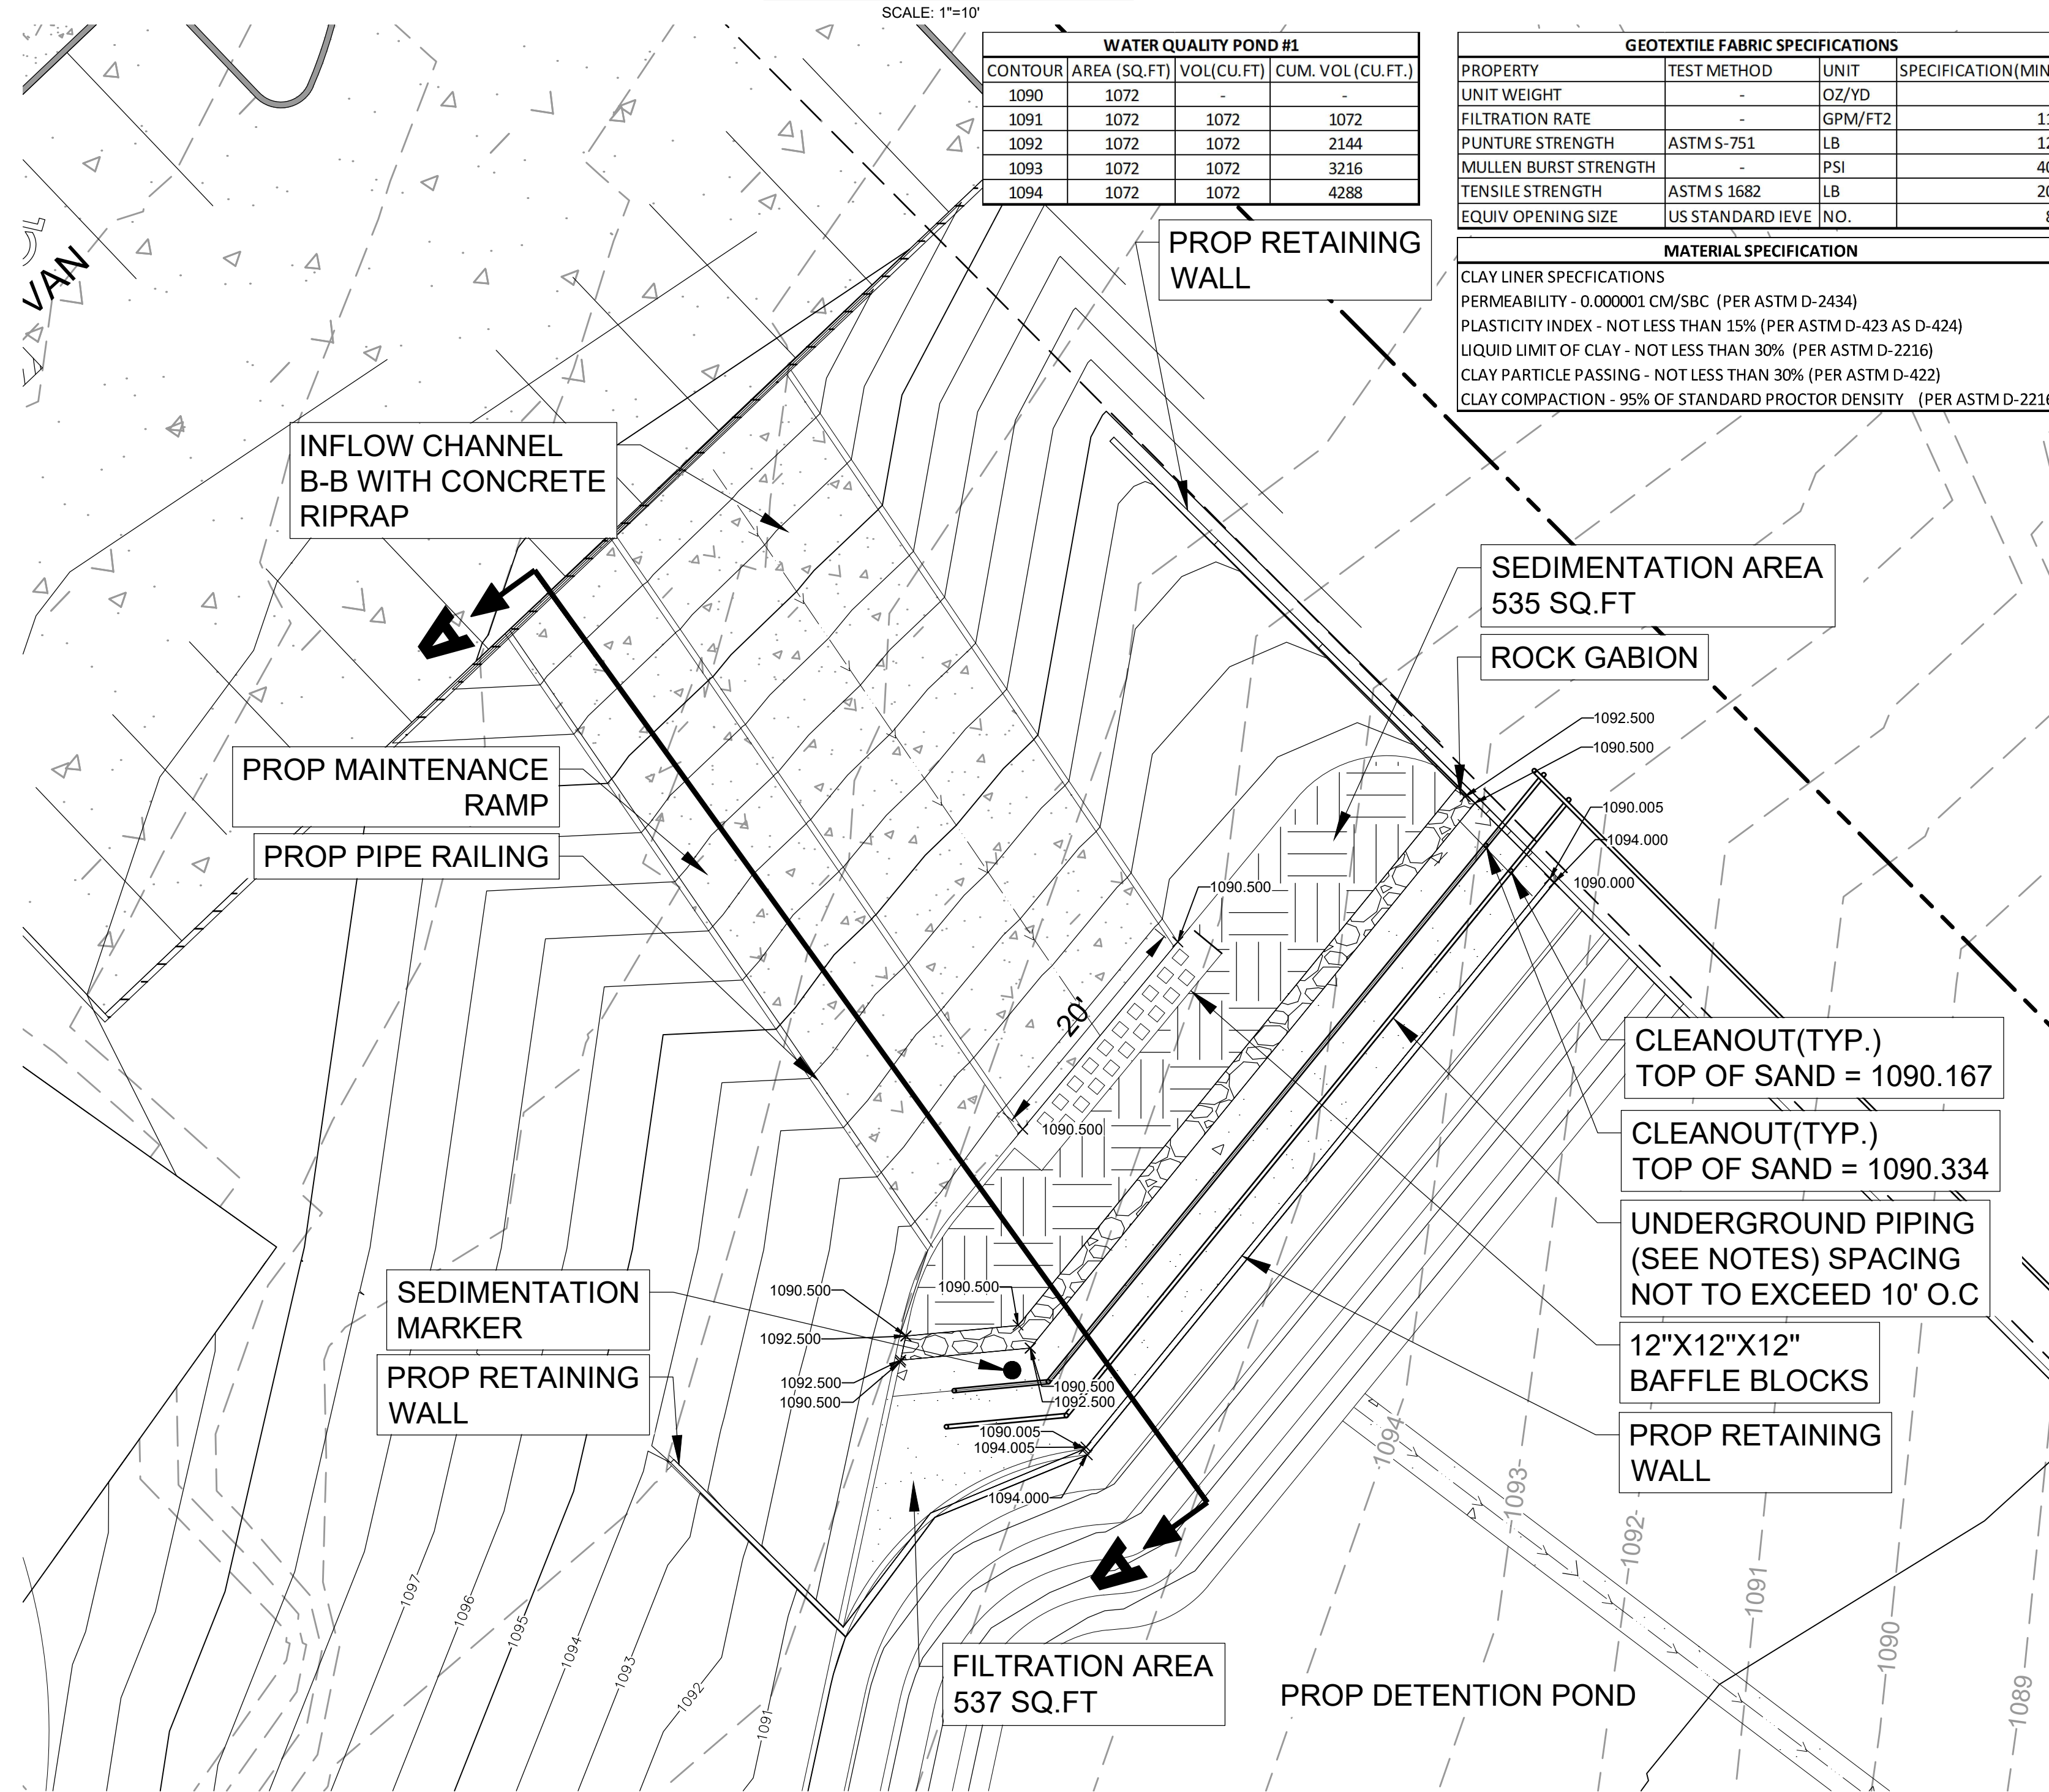 SCALE: 1"=10'
WATER QUALITY POND #1
CONTOUR AREA (SQ.FT) VOL(CU.FT) CUM. VOL (CU.FT.)
1090 1072 - -
1091 1072 1072 1072
1092 1072 1072 2144
1093 1072 1072 3216
1094 1072 1072 4288
GEOTEXTILE FABRIC SPECIFICATIONS
PROPERTY TEST METHOD UNIT SPECIFICATION(MIN
UNIT WEIGHT - OZ/YD
FILTRATION RATE - GPM/FT2
PUNTURE STRENGTH ASTM S-751 LB
MULLEN BURST STRENGTH - PSI
TENSILE STRENGTH ASTM S 1682 LB
EQUIV OPENING SIZE US STANDARD IEVE NO.
MATERIAL SPECIFICATION
CLAY LINER SPECFICATIONS
PERMEABILITY - 0.000001 CM/SBC (PER ASTM D-2434)
PLASTICITY INDEX - NOT LESS THAN 15% (PER ASTM D-423 AS D-424)
LIQUID LIMIT OF CLAY - NOT LESS THAN 30% (PER ASTM D-2216)
CLAY PARTICLE PASSING - NOT LESS THAN 30% (PER ASTM D-422)
CLAY COMPACTION - 95% OF STANDARD PROCTOR DENSITY (PER ASTM D-2216
VAN
PROP RETAINING
WALL
INFLOW CHANNEL
B-B WITH CONCRETE
RIPRAP
SEDIMENTATION AREA
535 SQ.FT
ROCK GABION
A
1092.500
1090.500
PROP MAINTENANCE
RAMP
1090.005
1094.000
PROP PIPE RAILING
1090.000
1090.500
20'
CLEANOUT(TYP.)
TOP OF SAND = 1090.167
1090.500
CLEANOUT(TYP.)
TOP OF SAND = 1090.334
UNDERGROUND PIPING
(SEE NOTES) SPACING
NOT TO EXCEED 10' O.C
SEDIMENTATION
MARKER
1090.500
1090.500
1092.500
12"X12"X12"
BAFFLE BLOCKS
PROP RETAINING
WALL
1092.500
1090.500
1090.500
1092.500
1090.005
1094.005
1094.000
PROP RETAINING
WALL
A
1094
1093
1092
1091
1090
1089
1097
1096
1095
1094
1093
1092
1091
FILTRATION AREA
537 SQ.FT
PROP DETENTION POND